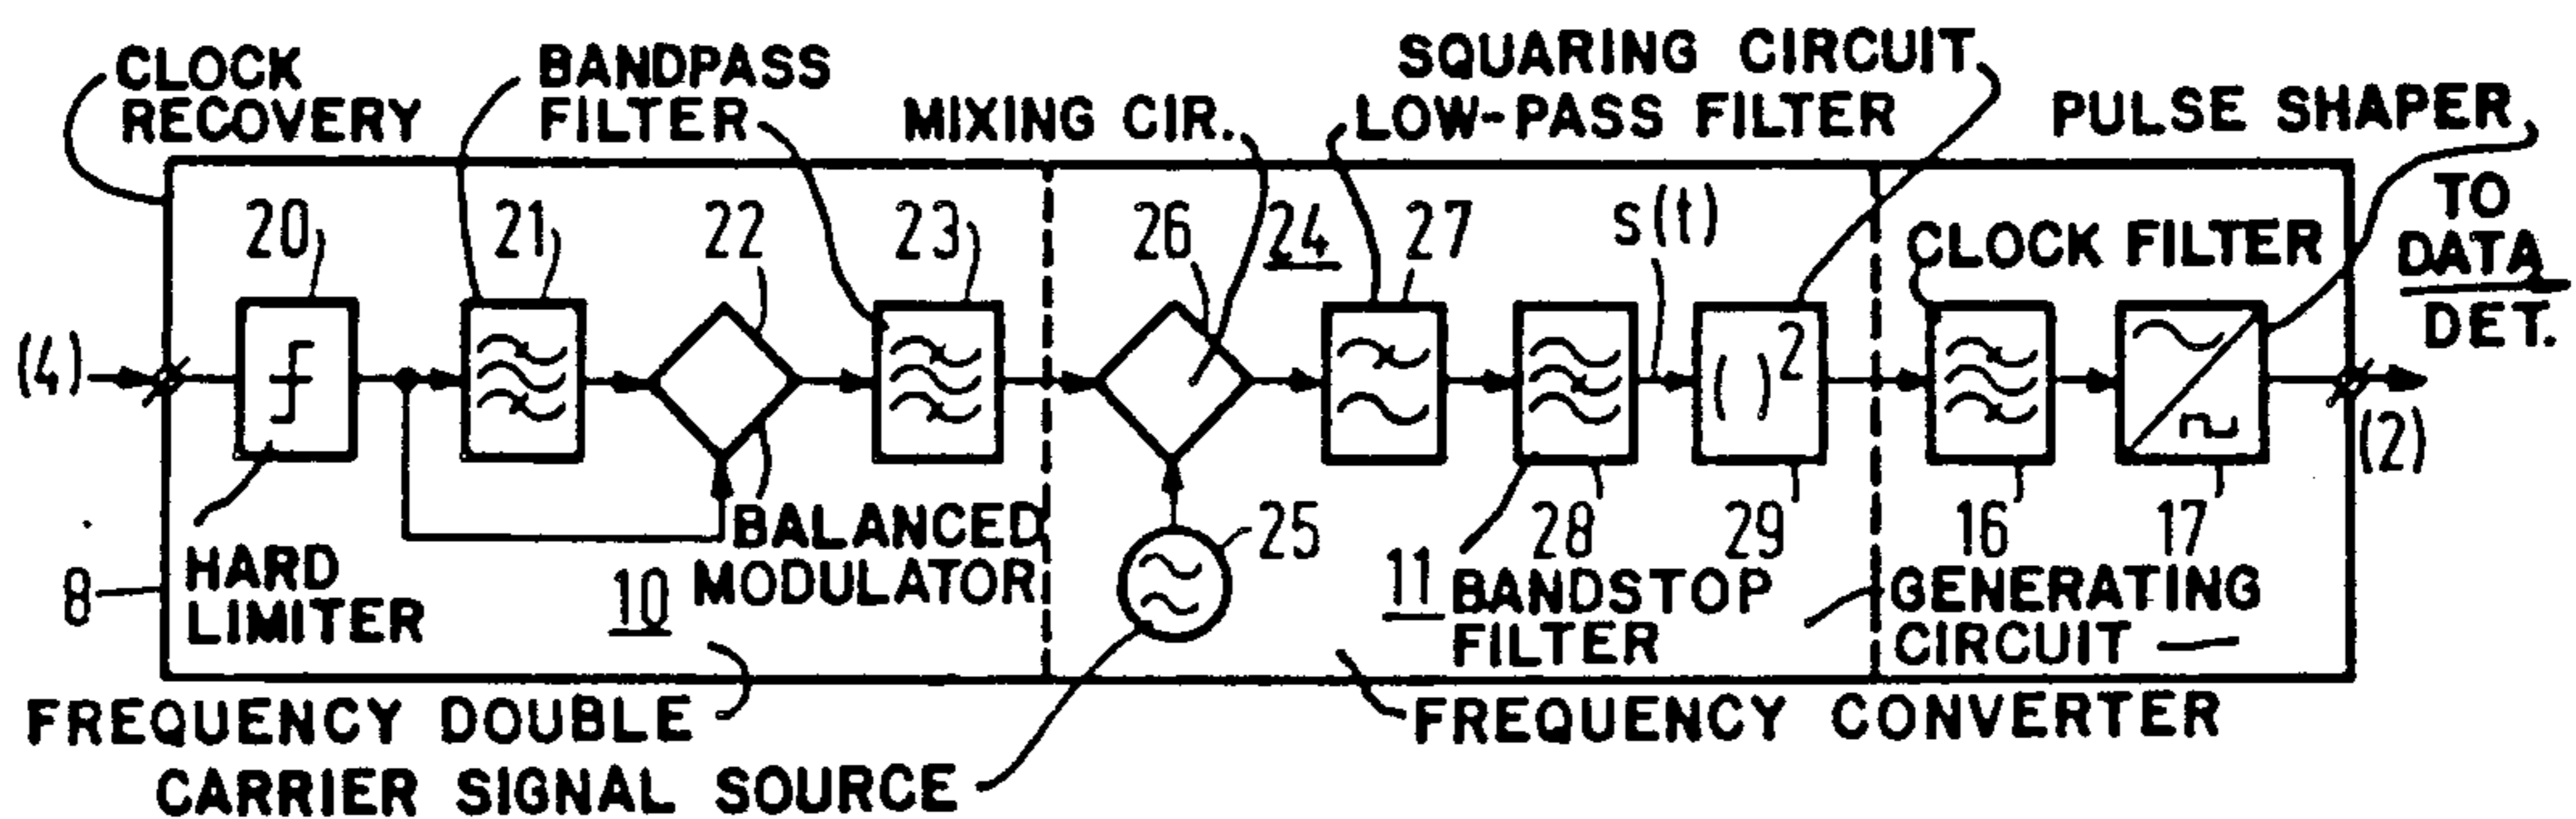 CLOCK
RECOVERY
BANDPASS
FILTER
MIXING CIR.
SQUARING CIRCUIT
LOW-PASS FILTER
PULSE SHAPER
TO
DATA
DET.
20
21
22
23
26
24
27
s(t)
CLOCK FILTER
(4)
( )2
(2)
HARD
LIMITER
8
10
BALANCED
MODULATOR
25
11
28
BANDSTOP
FILTER
29
16
17
GENERATING
CIRCUIT
FREQUENCY DOUBLE
CARRIER SIGNAL SOURCE
FREQUENCY CONVERTER